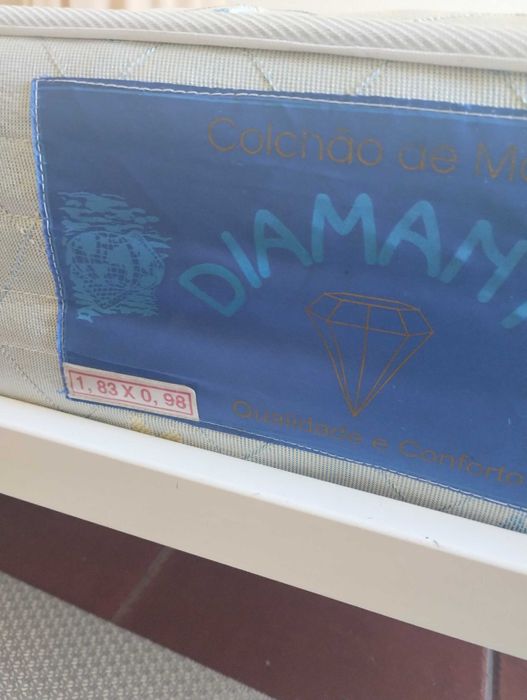 Colchão de
DIAMAN
1,83 X 0,98
Qualidade e Conforto